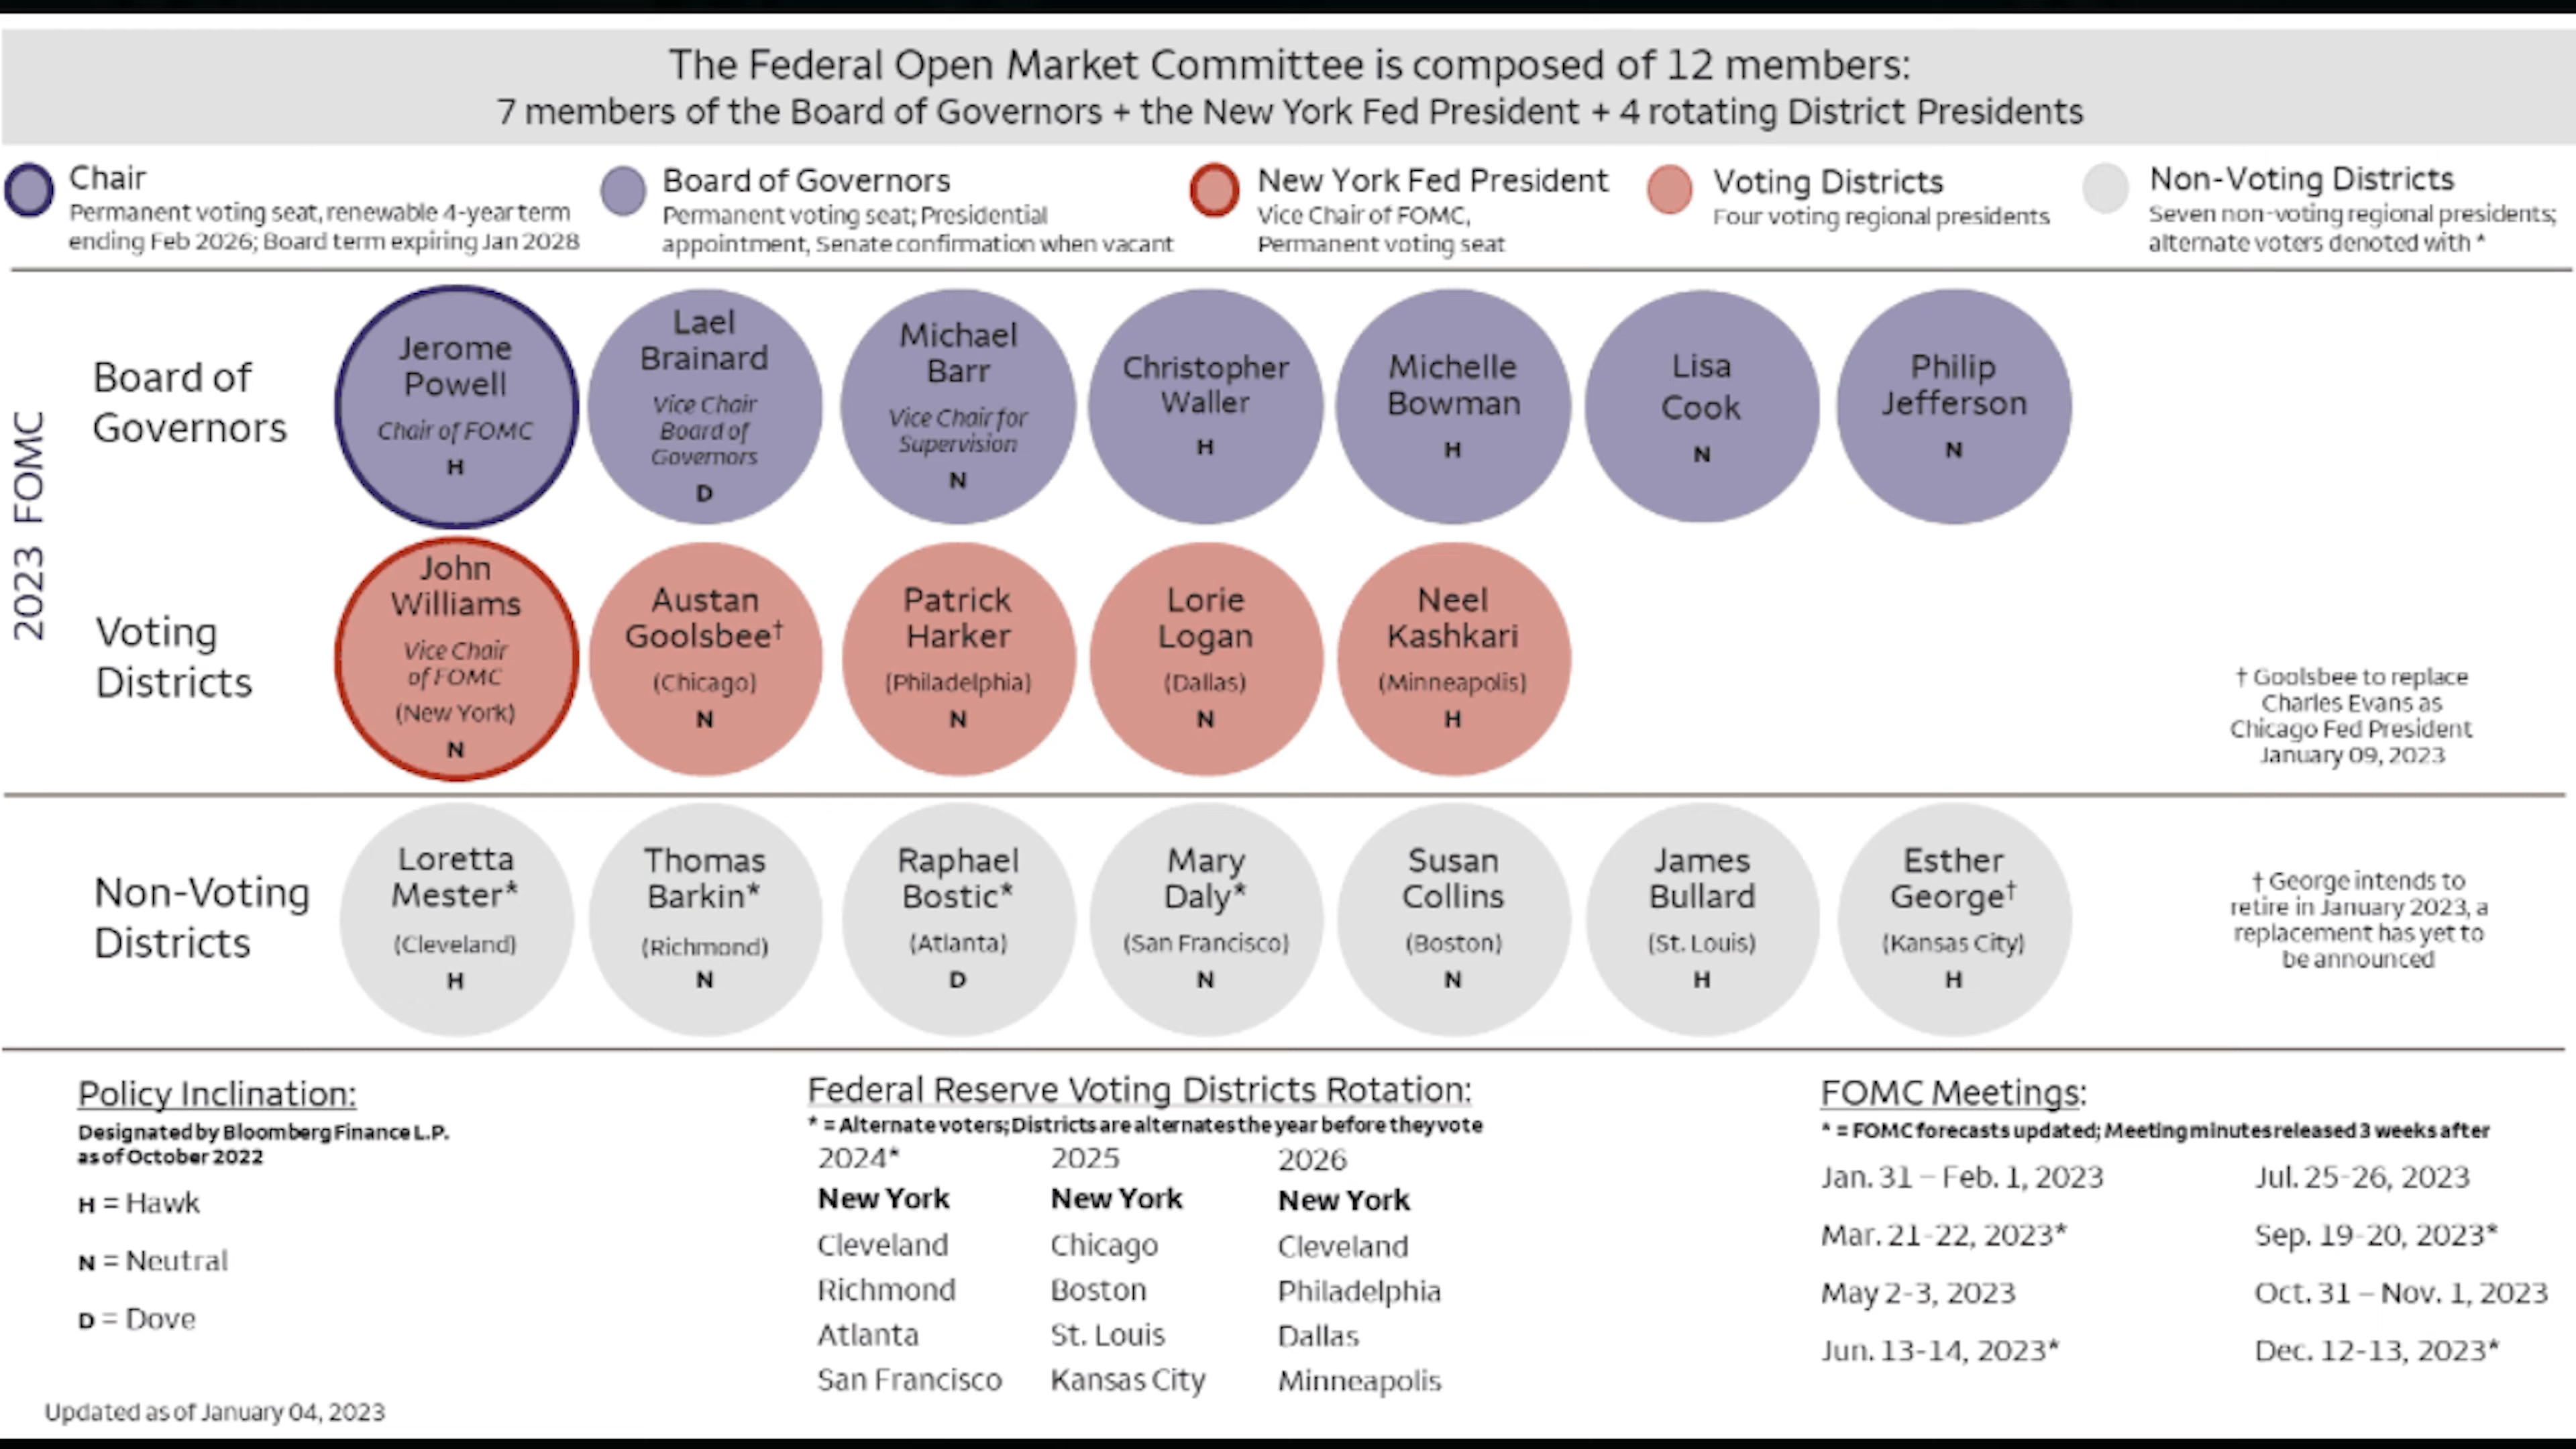 The Federal Open Market Committee is composed of 12 members:
7 members of the Board of Governors + the New York Fed President + 4 rotating District Presidents
Chair
Permanent voting seat, renewable 4-year term
ending Feb 2026; Board term expiring Jan 2028
Board of Governors
Permanent voting seat; Presidential
appointment, Senate confirmation when vacant
New York Fed President
Vice Chair of FOMC,
Permanent voting seat
Voting Districts
Four voting regional presidents
Non-Voting Districts
Seven non-voting regional presidents;
alternate voters denoted with *
2023 FOMC
Board of
Governors
Jerome
Powell
Chair of FOMC
H
Lael
Brainard
Vice Chair
Board of
Governors
D
Michael
Barr
Vice Chair for
Supervision
N
Christopher
Waller
H
Michelle
Bowman
H
Lisa
Cook
N
Philip
Jefferson
N
Voting
Districts
John
Williams
Vice Chair
of FOMC
(New York)
N
Austan
Goolsbee†
(Chicago)
N
Patrick
Harker
(Philadelphia)
N
Lorie
Logan
(Dallas)
N
Neel
Kashkari
(Minneapolis)
H
† Goolsbee to replace
Charles Evans as
Chicago Fed President
January 09, 2023
Non-Voting
Districts
Loretta
Mester*
(Cleveland)
H
Thomas
Barkin*
(Richmond)
N
Raphael
Bostic*
(Atlanta)
D
Mary
Daly*
(San Francisco)
N
Susan
Collins
(Boston)
N
James
Bullard
(St. Louis)
H
Esther
George†
(Kansas City)
H
† George intends to
retire in January 2023, a
replacement has yet to
be announced
Policy Inclination:
Designated by Bloomberg Finance L.P.
as of October 2022
H = Hawk
N = Neutral
D = Dove
Updated as of January 04, 2023
Federal Reserve Voting Districts Rotation:
* = Alternate voters; Districts are alternates the year before they vote
2024* 2025 2026
New York New York New York
Cleveland Chicago Cleveland
Richmond Boston Philadelphia
Atlanta St. Louis Dallas
San Francisco Kansas City Minneapolis
FOMC Meetings:
* = FOMC forecasts updated; Meeting minutes released 3 weeks after
Jan. 31 – Feb. 1, 2023 Jul. 25-26, 2023
Mar. 21-22, 2023* Sep. 19-20, 2023*
May 2-3, 2023 Oct. 31 – Nov. 1, 2023
Jun. 13-14, 2023* Dec. 12-13, 2023*